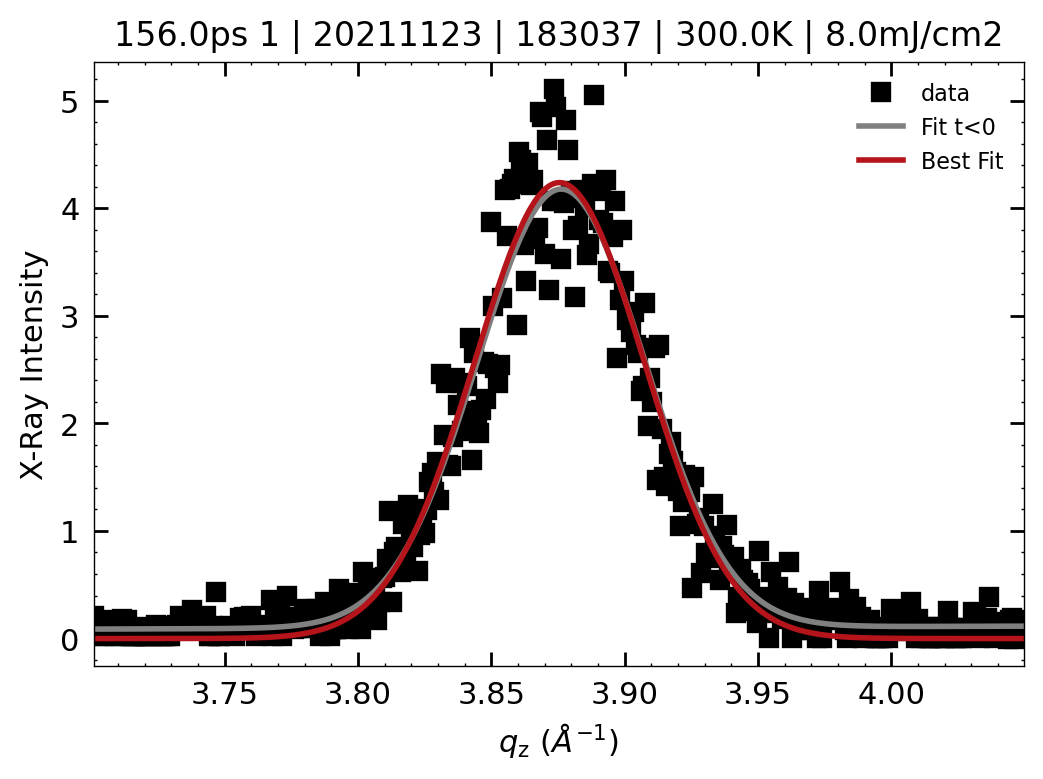 156.0ps 1 | 20211123 | 183037 | 300.0K | 8.0mJ/cm2
data
Fit t<0
Best Fit
5
4
3
2
1
0
X-Ray Intensity
3.75 3.80 3.85 3.90 3.95 4.00
q_z (Å⁻¹)